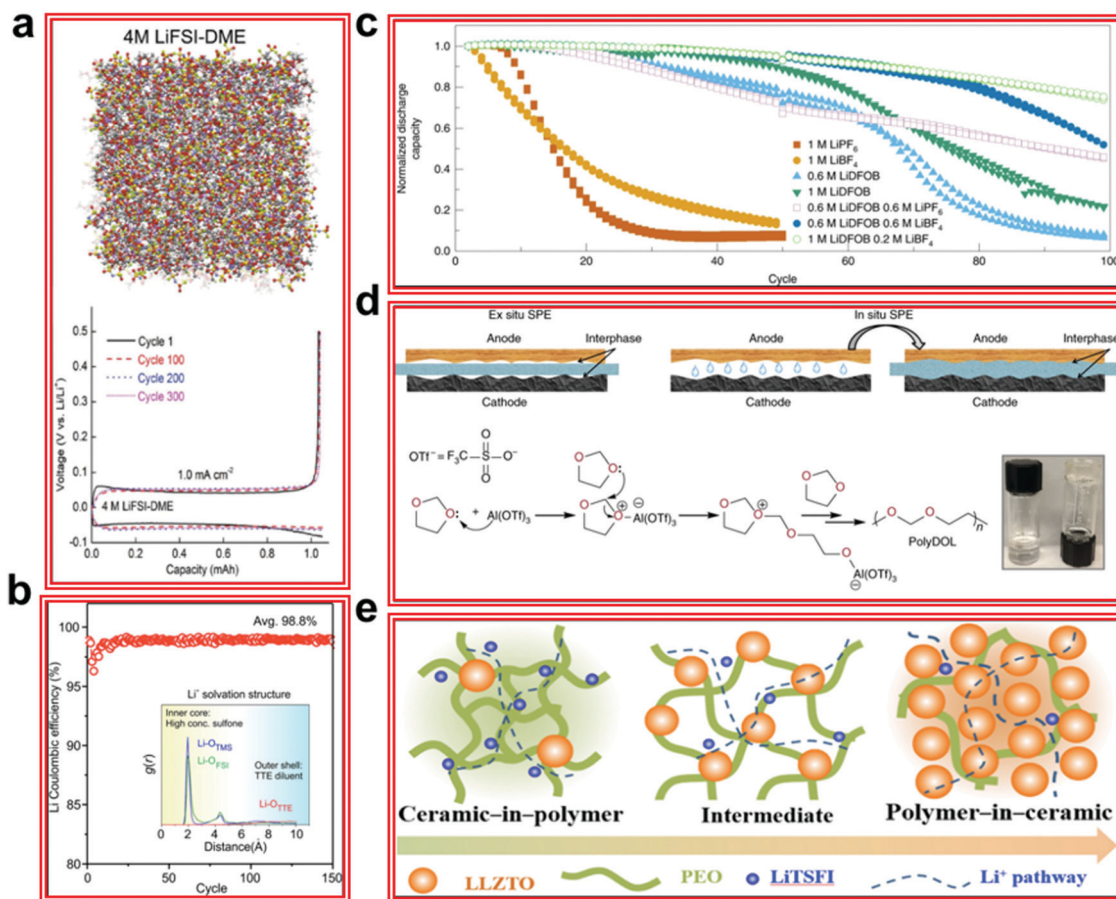 a
4M LiFSI-DME
0.5
0.4
0.3
0.2
0.1
0.0
-0.1
Voltage (V vs. Li/Li⁺)
Cycle 1
Cycle 100
Cycle 200
Cycle 300
1.0 mA cm⁻²
4M LiFSI-DME
0.0 0.2 0.4 0.6 0.8 1.0
Capacity (mAh)
b
100
95
90
85
80
Li Coulombic efficiency (%)
Avg. 98.8%
Li⁺ solvation structure
Inner core:
High conc. sulfone
Li-O_TMS
Li-O_FSI
Outer shell:
TTE diluent
Li-O_TTE
g(r)
0 2 4 6 8 10
Distance(Å)
0 50 100 150
Cycle
c
1.0
0.8
0.6
0.4
0.2
0.0
Normalized discharge
capacity
1 M LiPF₆
1 M LiBF₄
0.6 M LiDFOB
1 M LiDFOB
0.6 M LiDFOB 0.6 M LiPF₆
0.6 M LiDFOB 0.6 M LiBF₄
1 M LiDFOB 0.2 M LiBF₄
0 20 40 60 80 100
Cycle
d
Ex situ SPE
In situ SPE
Anode Interphase
Anode
Anode Interphase
Cathode
Cathode
Cathode
OTf⁻ = F₃C–S–O⁻
O
O
O
O
O
O
O: + Al(OTf)₃
O
O⊕–Al(OTf)₃ ⊖
O
O⊕
O
O
Al(OTf)₃
⊖
O
O
O
O
n
PolyDOL
e
Ceramic–in–polymer
Intermediate
Polymer–in–ceramic
LLZTO PEO LiTSFI Li⁺ pathway